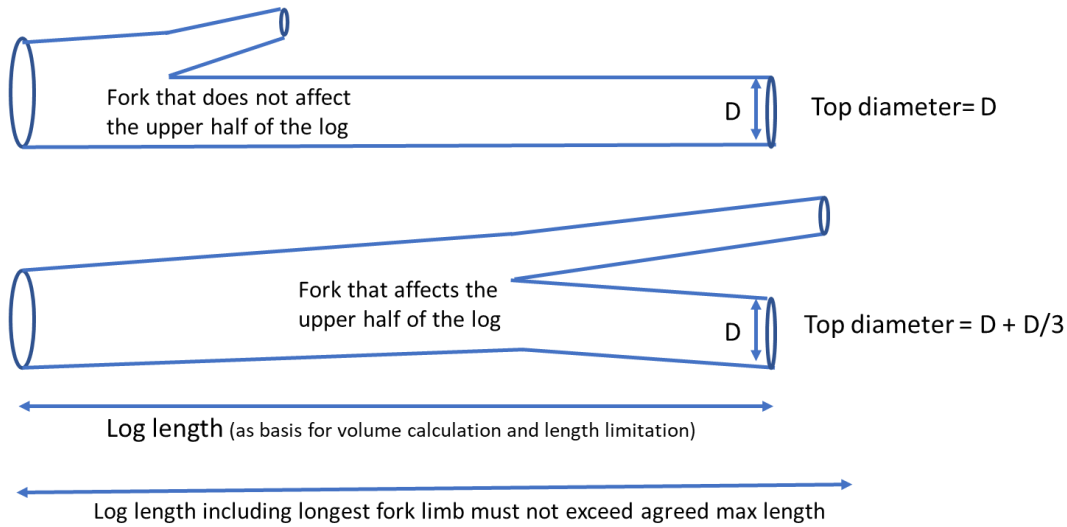 Fork that does not affect
the upper half of the log
D
Top diameter= D
Fork that affects the
upper half of the log
D
Top diameter = D + D/3
Log length (as basis for volume calculation and length limitation)
Log length including longest fork limb must not exceed agreed max length